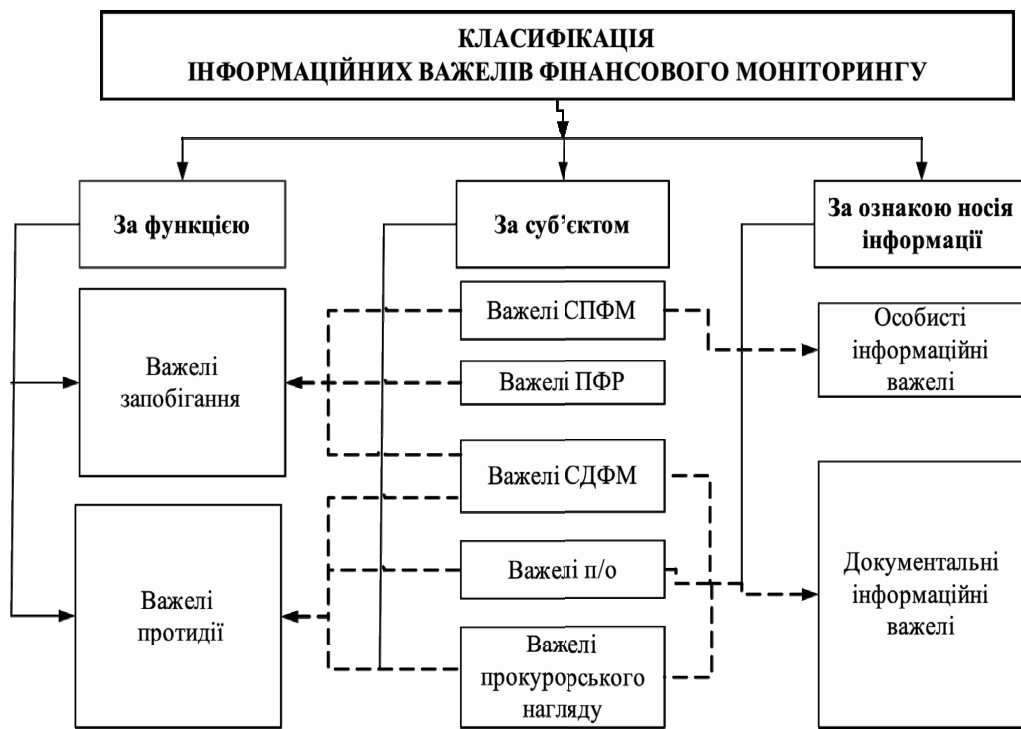 КЛАСИФІКАЦІЯ
ІНФОРМАЦІЙНИХ ВАЖЕЛІВ ФІНАНСОВОГО МОНІТОРИНГУ
За функцією
За суб’єктом
За ознакою носія
інформації
Важелі
запобігання
Важелі
протидії
Важелі СПФМ
Важелі ПФР
Важелі СДФМ
Важелі п/о
Важелі
прокурорського
нагляду
Особисті
інформаційні
важелі
Документальні
інформаційні
важелі